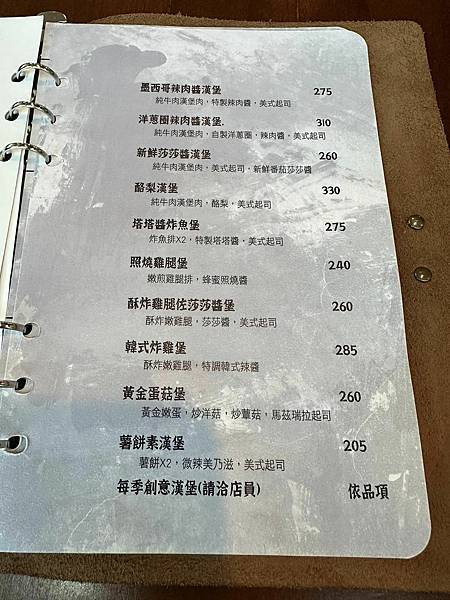 墨西哥辣肉醬漢堡 275
純牛肉漢堡肉，特製辣肉醬，美式起司
洋蔥圈辣肉醬漢堡. 310
純牛肉漢堡肉，自製洋蔥圈，辣肉醬，美式起司
新鮮莎莎醬漢堡 260
純牛肉漢堡肉，美式起司，新鮮番茄莎莎醬
酪梨漢堡 330
純牛肉漢堡肉，酪梨，美式起司
塔塔醬炸魚堡 275
炸魚排X2，特製塔塔醬，美式起司
照燒雞腿堡 240
嫩煎雞腿排，蜂蜜照燒醬
酥炸雞腿佐莎莎醬堡 260
酥炸嫩雞腿，莎莎醬，美式起司
韓式炸雞堡 285
酥炸嫩雞腿，特調韓式辣醬
黃金蛋菇堡 260
黃金嫩蛋，炒洋菇，炒蕈菇，馬茲瑞拉起司
薯餅素漢堡 205
薯餅X2，微辣美乃滋，美式起司
每季創意漢堡(請洽店員) 依品項